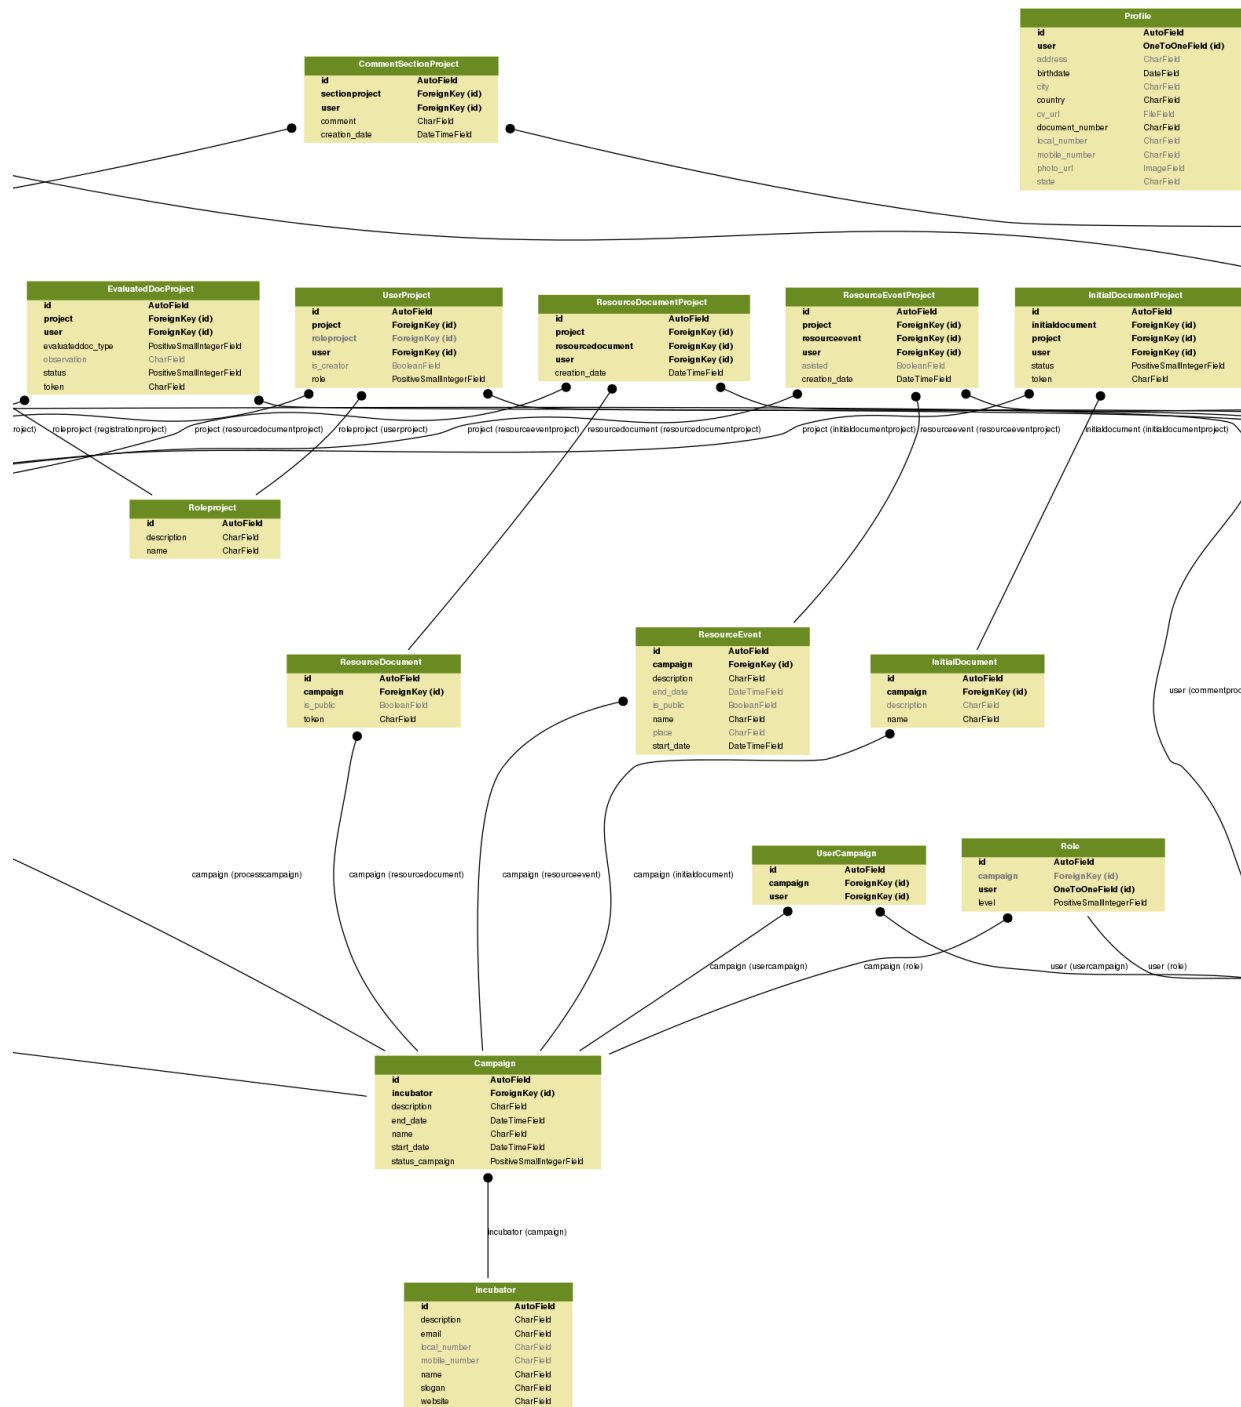 Profile
id AutoField
user OneToOneField (id)
address CharField
birthdate DateField
city CharField
country CharField
cv_url FileField
document_number CharField
local_number CharField
mobile_number CharField
photo_url ImageField
state CharField
CommentSectionProject
id AutoField
sectionproject ForeignKey (id)
user ForeignKey (id)
comment CharField
creation_date DateTimeField
EvaluatedDocProject
id AutoField
project ForeignKey (id)
user ForeignKey (id)
evaluateddoc_type PositiveSmallIntegerField
observation CharField
status PositiveSmallIntegerField
token CharField
UserProject
id AutoField
project ForeignKey (id)
roleproject ForeignKey (id)
user ForeignKey (id)
is_creator BooleanField
role PositiveSmallIntegerField
ResourceDocumentProject
id AutoField
project ForeignKey (id)
resourcedocument ForeignKey (id)
user ForeignKey (id)
creation_date DateTimeField
ResourceEventProject
id AutoField
project ForeignKey (id)
resourceevent ForeignKey (id)
user ForeignKey (id)
asisted BooleanField
creation_date DateTimeField
InitialDocumentProject
id AutoField
initialdocument ForeignKey (id)
project ForeignKey (id)
user ForeignKey (id)
status PositiveSmallIntegerField
token CharField
roject) roleproject (registrationproject) project (resourcedocumentproject) roleproject (userproject) project (resourceeventproject) resourcedocument (resourcedocumentproject) project (initialdocumentproject) resourceevent (resourceeventproject) initialdocument (initialdocumentproject)
Roleproject
id AutoField
description CharField
name CharField
ResourceDocument
id AutoField
campaign ForeignKey (id)
is_public BooleanField
token CharField
ResourceEvent
id AutoField
campaign ForeignKey (id)
description CharField
end_date DateTimeField
is_public BooleanField
name CharField
place CharField
start_date DateTimeField
InitialDocument
id AutoField
campaign ForeignKey (id)
description CharField
name CharField
user (commentproc
campaign (processcampaign) campaign (resourcedocument) campaign (resourceevent) campaign (initialdocument)
UserCampaign
id AutoField
campaign ForeignKey (id)
user ForeignKey (id)
Role
id AutoField
campaign ForeignKey (id)
user OneToOneField (id)
level PositiveSmallIntegerField
campaign (usercampaign) campaign (role) user (usercampaign) user (role)
Campaign
id AutoField
incubator ForeignKey (id)
description CharField
end_date DateTimeField
name CharField
start_date DateTimeField
status_campaign PositiveSmallIntegerField
incubator (campaign)
Incubator
id AutoField
description CharField
email CharField
local_number CharField
mobile_number CharField
name CharField
slogan CharField
website CharField